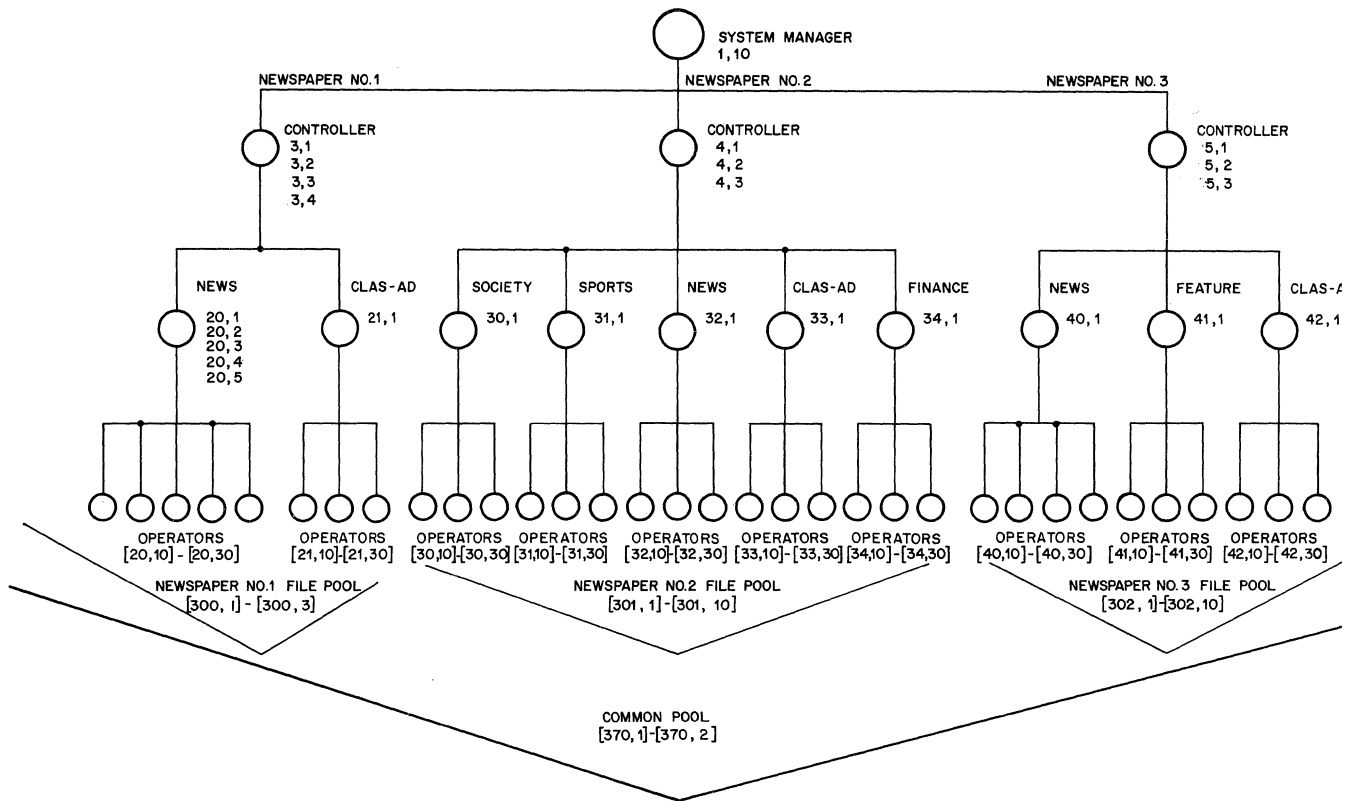 SYSTEM MANAGER
1,10
NEWSPAPER NO.1
NEWSPAPER NO.2
NEWSPAPER NO.3
CONTROLLER
3,1
3,2
3,3
3,4
CONTROLLER
4,1
4,2
4,3
CONTROLLER
5,1
5,2
5,3
NEWS
20,1
20,2
20,3
20,4
20,5
CLAS-AD
21,1
SOCIETY
30,1
SPORTS
31,1
NEWS
32,1
CLAS-AD
33,1
FINANCE
34,1
NEWS
40,1
FEATURE
41,1
CLAS-A
42,1
OPERATORS
[20,10]-[20,30]
OPERATORS
[21,10]-[21,30]
OPERATORS
[30,10]-[30,30]
OPERATORS
[31,10]-[31,30]
OPERATORS
[32,10]-[32,30]
OPERATORS
[33,10]-[33,30]
OPERATORS
[34,10]-[34,30]
OPERATORS
[40,10]-[40,30]
OPERATORS
[41,10]-[41,30]
OPERATORS
[42,10]-[42,30]
NEWSPAPER NO.1 FILE POOL
[300, 1]-[300, 3]
NEWSPAPER NO.2 FILE POOL
[301, 1]-[301, 10]
NEWSPAPER NO.3 FILE POOL
[302, 1]-[302,10]
COMMON POOL
[370,1]-[370, 2]